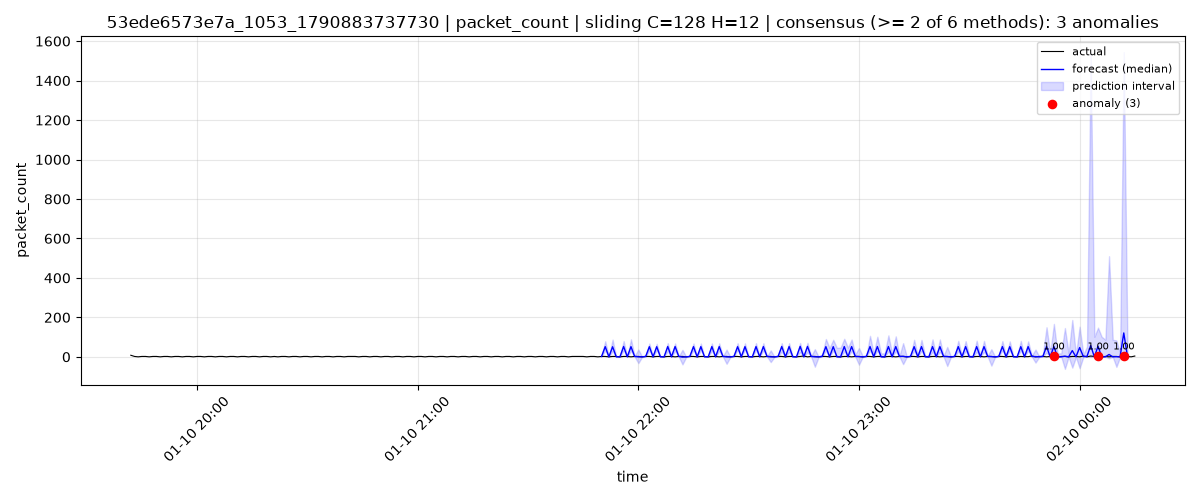 53ede6573e7a_1053_1790883737730 | packet_count | sliding C=128 H=12 | consensus (>= 2 of 6 methods): 3 anomalies
1600
1400
1200
1000
800
600
400
200
0
packet_count
actual
forecast (median)
prediction interval
anomaly (3)
1.00
1.00
1.00
01-10 20:00
01-10 21:00
01-10 22:00
01-10 23:00
02-10 00:00
time